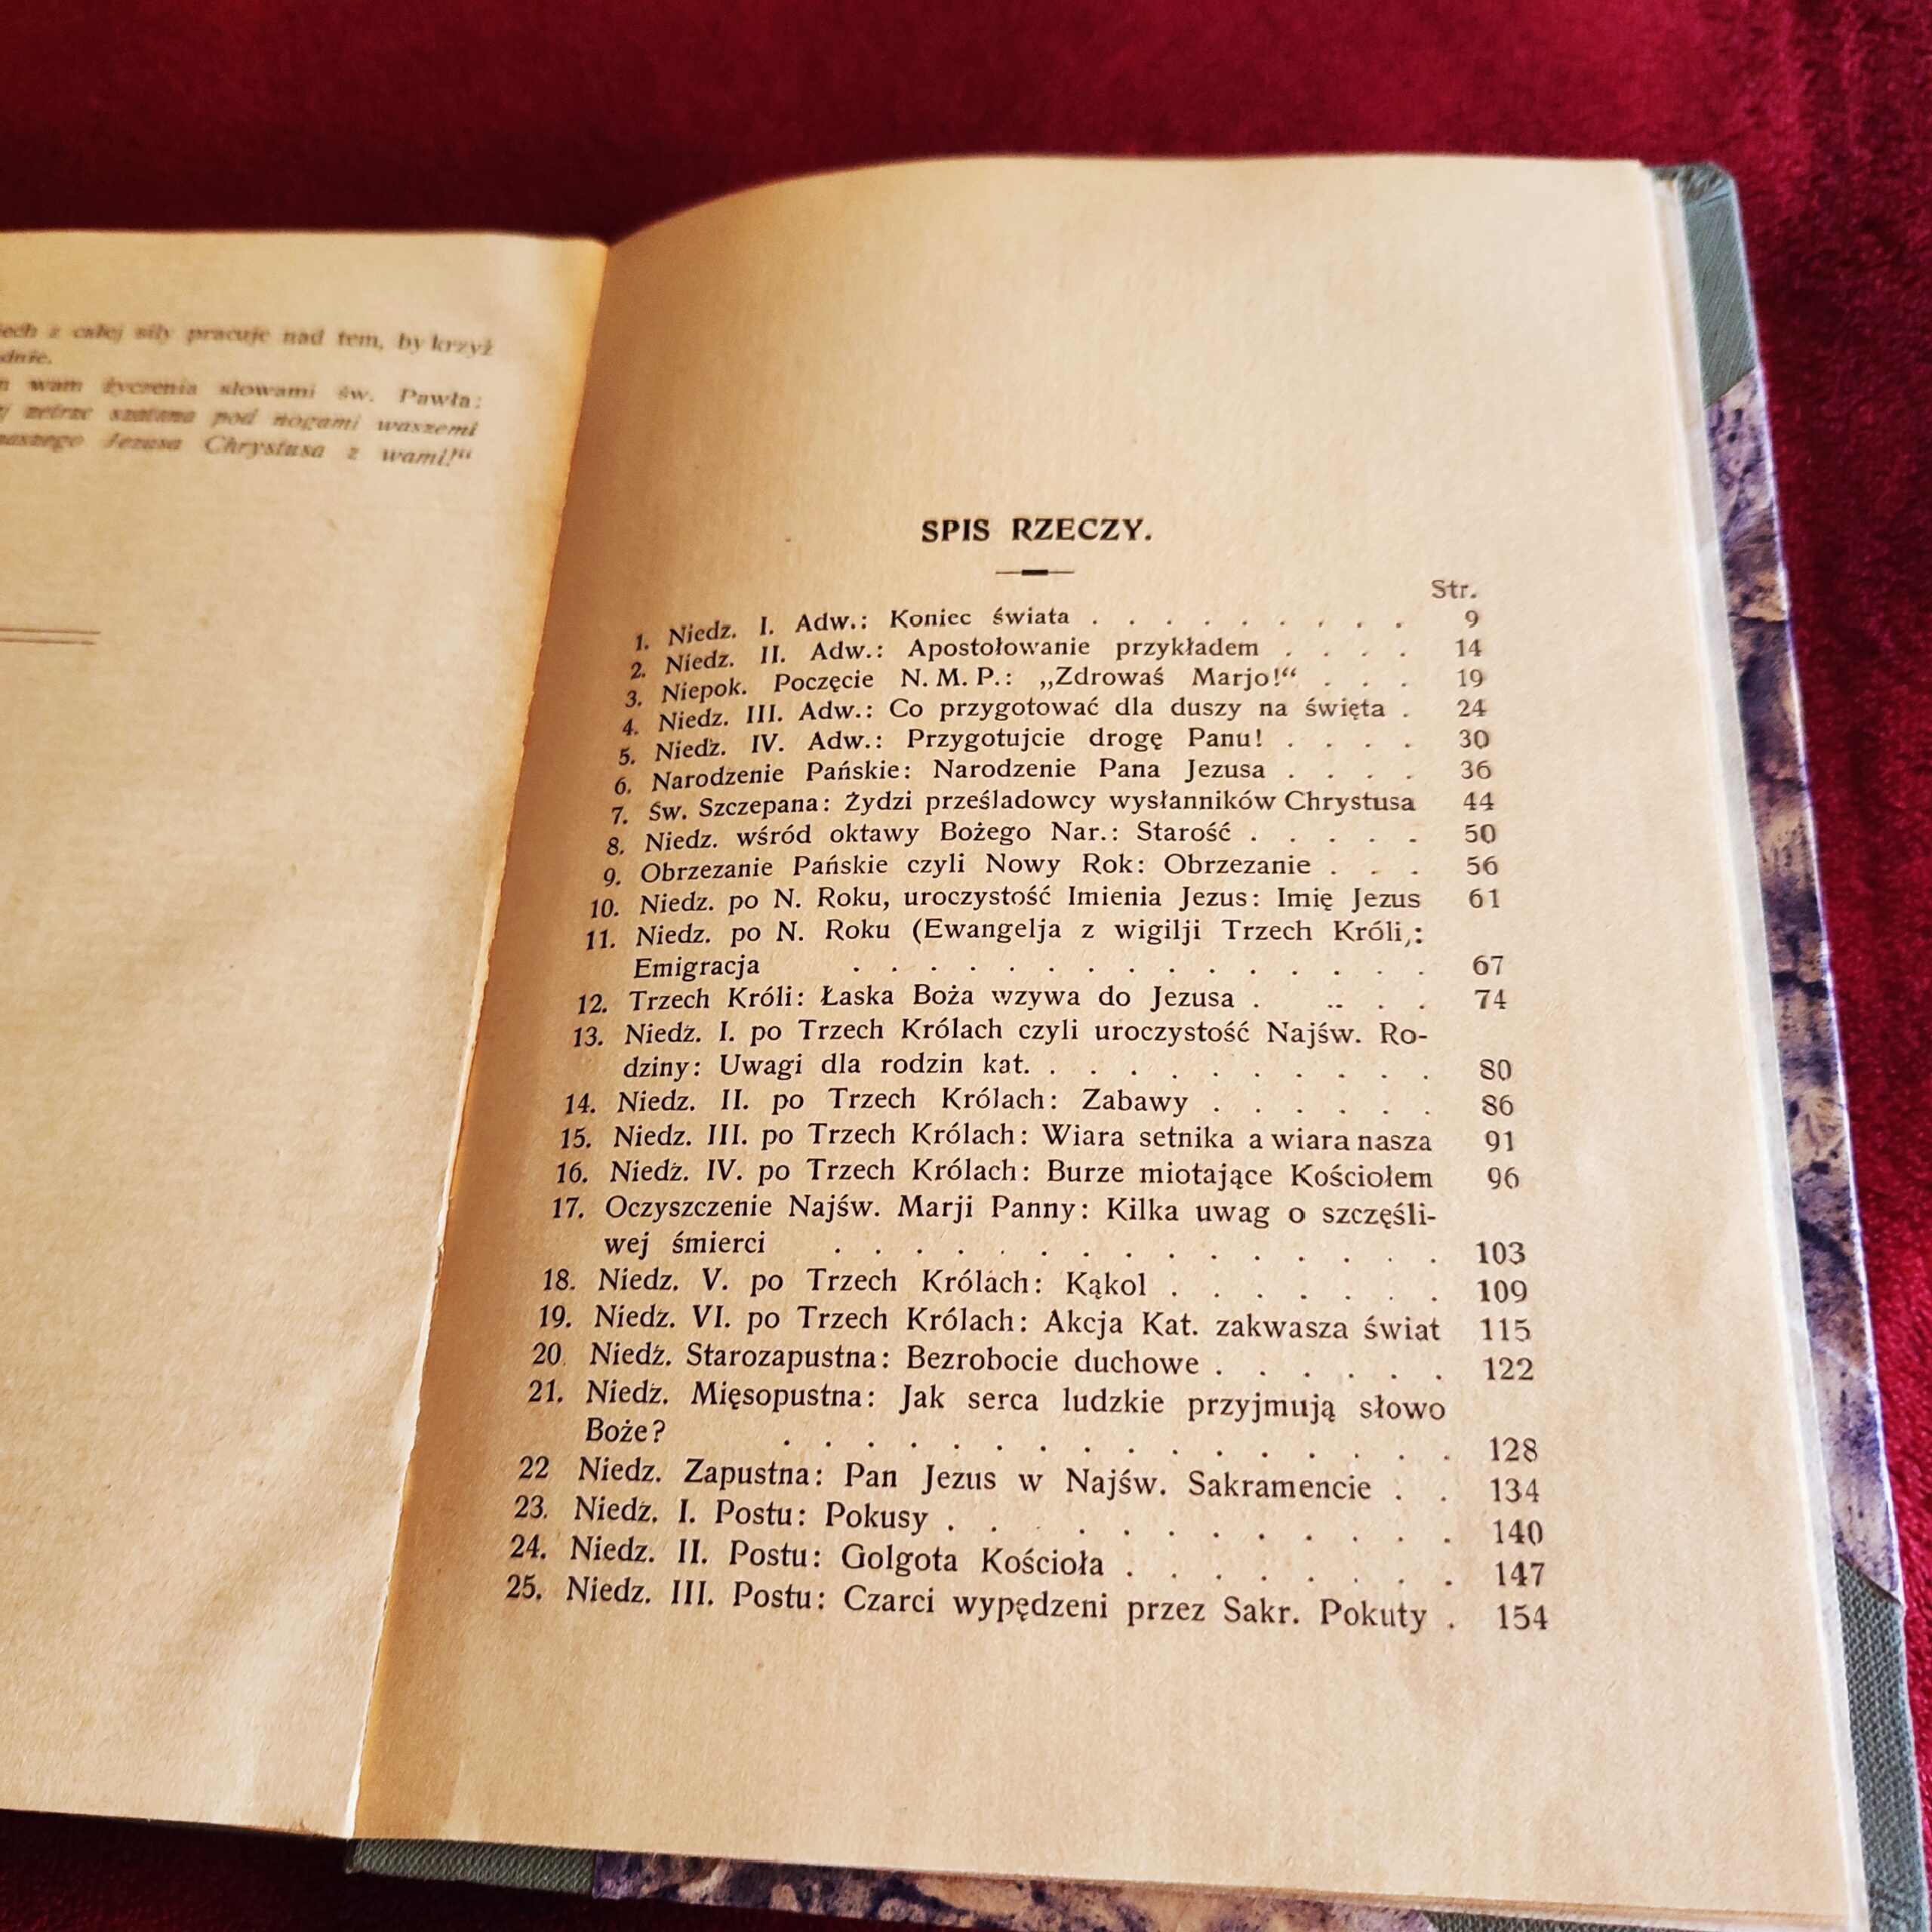 z całej siły pracuje nad tem, by krzyż
wam życzenia słowami św. Pawła:
zetrze szatana pod nogami waszemi
naszego Jezusa Chrystusa z wami!“
SPIS RZECZY.
Str.
1. Niedz. I. Adw.: Koniec świata . . . . . . . . . 9
2. Niedz. II. Adw.: Apostołowanie przykładem . . . . 14
3. Niepok. Poczęcie N. M. P.: „Zdrowaś Marjo!“ . . . 19
4. Niedz. III. Adw.: Co przygotować dla duszy na święta . 24
5. Niedz. IV. Adw.: Przygotujcie drogę Panu! . . . . 30
6. Narodzenie Pańskie: Narodzenie Pana Jezusa . . . . 36
7. Św. Szczepana: Żydzi prześladowcy wysłanników Chrystusa 44
8. Niedz. wśród oktawy Bożego Nar.: Starość . . . . . 50
9. Obrzezanie Pańskie czyli Nowy Rok: Obrzezanie . . . 56
10. Niedz. po N. Roku, uroczystość Imienia Jezus: Imię Jezus 61
11. Niedz. po N. Roku (Ewangelja z wigilji Trzech Króli,:
Emigracja . . . . . . . . . . . . . . . 67
12. Trzech Króli: Łaska Boża wzywa do Jezusa . .. . . 74
13. Niedz. I. po Trzech Królach czyli uroczystość Najśw. Ro-
dziny: Uwagi dla rodzin kat. . . . . . . . . . . 80
14. Niedz. II. po Trzech Królach: Zabawy . . . . . . 86
15. Niedz. III. po Trzech Królach: Wiara setnika a wiara nasza 91
16. Niedz. IV. po Trzech Królach: Burze miotające Kościołem 96
17. Oczyszczenie Najśw. Marji Panny: Kilka uwag o szczęśli-
wej śmierci . . . . . . . . . . . . . . . 103
18. Niedz. V. po Trzech Królach: Kąkol . . . . . . . 109
19. Niedz. VI. po Trzech Królach: Akcja Kat. zakwasza świat 115
20. Niedz. Starozapustna: Bezrobocie duchowe . . . . . . 122
21. Niedz. Mięsopustna: Jak serca ludzkie przyjmują słowo
Boże? . . . . . . . . . . . . . . . . 128
22 Niedz. Zapustna: Pan Jezus w Najśw. Sakramencie . . 134
23. Niedz. I. Postu: Pokusy . . . . . . . . . . . 140
24. Niedz. II. Postu: Golgota Kościoła . . . . . . . . 147
25. Niedz. III. Postu: Czarci wypędzeni przez Sakr. Pokuty . 154